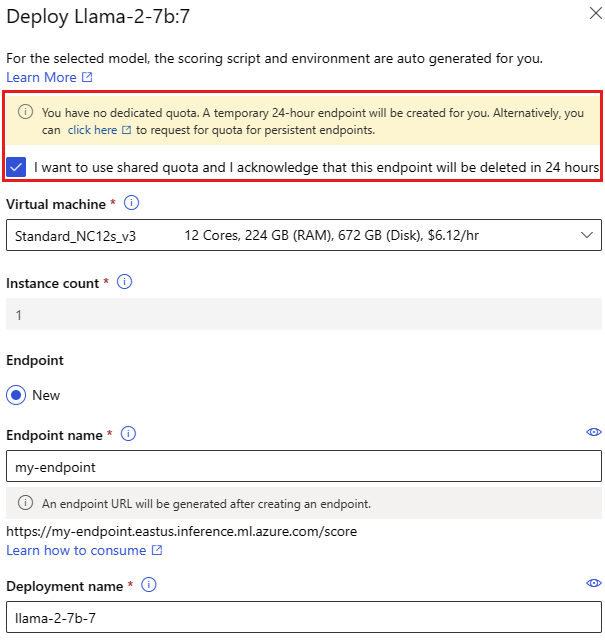 Deploy Llama-2-7b:7
For the selected model, the scoring script and environment are auto generated for you.
Learn More
You have no dedicated quota. A temporary 24-hour endpoint will be created for you. Alternatively, you
can click here to request for quota for persistent endpoints.
I want to use shared quota and I acknowledge that this endpoint will be deleted in 24 hours
Virtual machine *
Standard_NC12s_v3 12 Cores, 224 GB (RAM), 672 GB (Disk), $6.12/hr
Instance count *
1
Endpoint
New
Endpoint name *
my-endpoint
An endpoint URL will be generated after creating an endpoint.
https://my-endpoint.eastus.inference.ml.azure.com/score
Learn how to consume
Deployment name *
llama-2-7b-7